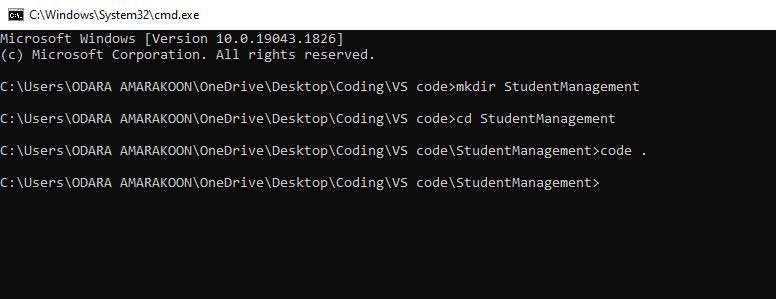 C:\Windows\System32\cmd.exe
Microsoft Windows [Version 10.0.19043.1826]
(c) Microsoft Corporation. All rights reserved.
C:\Users\ODARA AMARAKOON\OneDrive\Desktop\Coding\VS code>mkdir StudentManagement
C:\Users\ODARA AMARAKOON\OneDrive\Desktop\Coding\VS code>cd StudentManagement
C:\Users\ODARA AMARAKOON\OneDrive\Desktop\Coding\VS code\StudentManagement>code .
C:\Users\ODARA AMARAKOON\OneDrive\Desktop\Coding\VS code\StudentManagement>